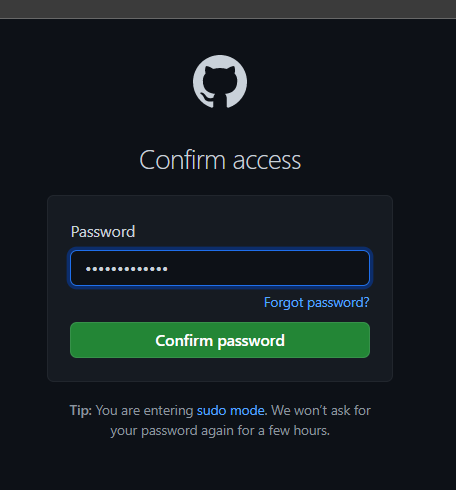 Confirm access
Password
•••••••••••••
Forgot password?
Confirm password
Tip: You are entering sudo mode. We won’t ask for
your password again for a few hours.